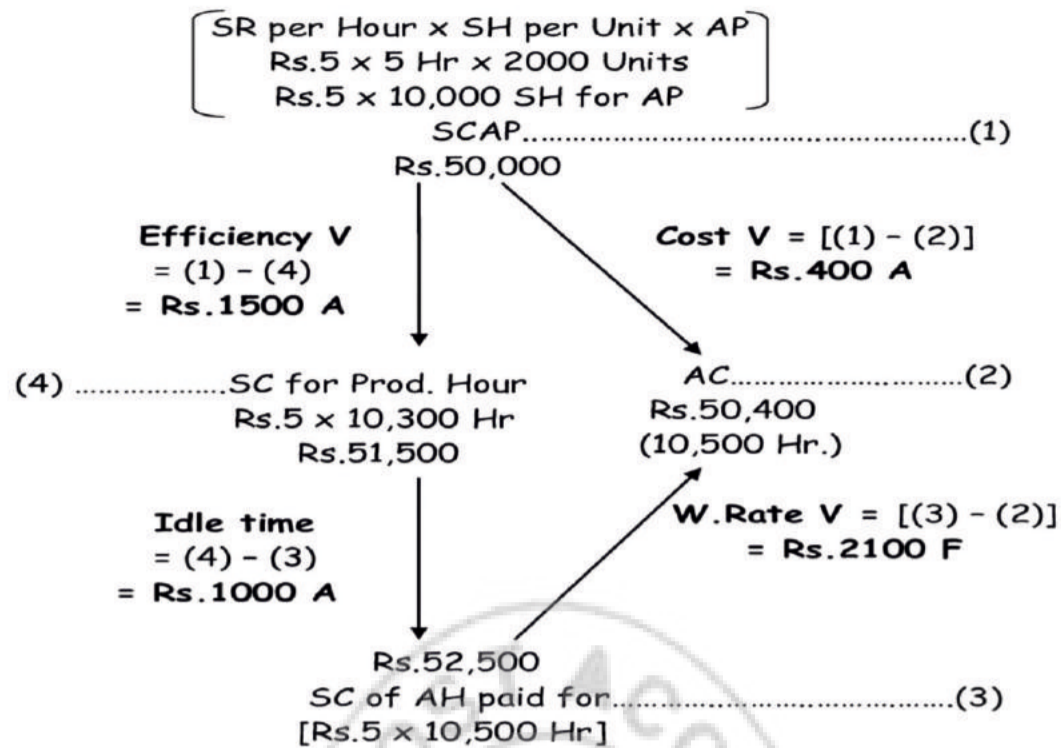 SR per Hour x SH per Unit x AP
Rs.5 x 5 Hr x 2000 Units
Rs.5 x 10,000 SH for AP
SCAP..............................................(1)
Rs.50,000
Efficiency V
= (1) - (4)
= Rs.1500 A
Cost V = [(1) - (2)]
= Rs.400 A
(4) ................SC for Prod. Hour
Rs.5 x 10,300 Hr
Rs.51,500
AC........................(2)
Rs.50,400
(10,500 Hr.)
Idle time
= (4) - (3)
= Rs.1000 A
W.Rate V = [(3) - (2)]
= Rs.2100 F
Rs.52,500
SC of AH paid for...................................(3)
[Rs.5 x 10,500 Hr]